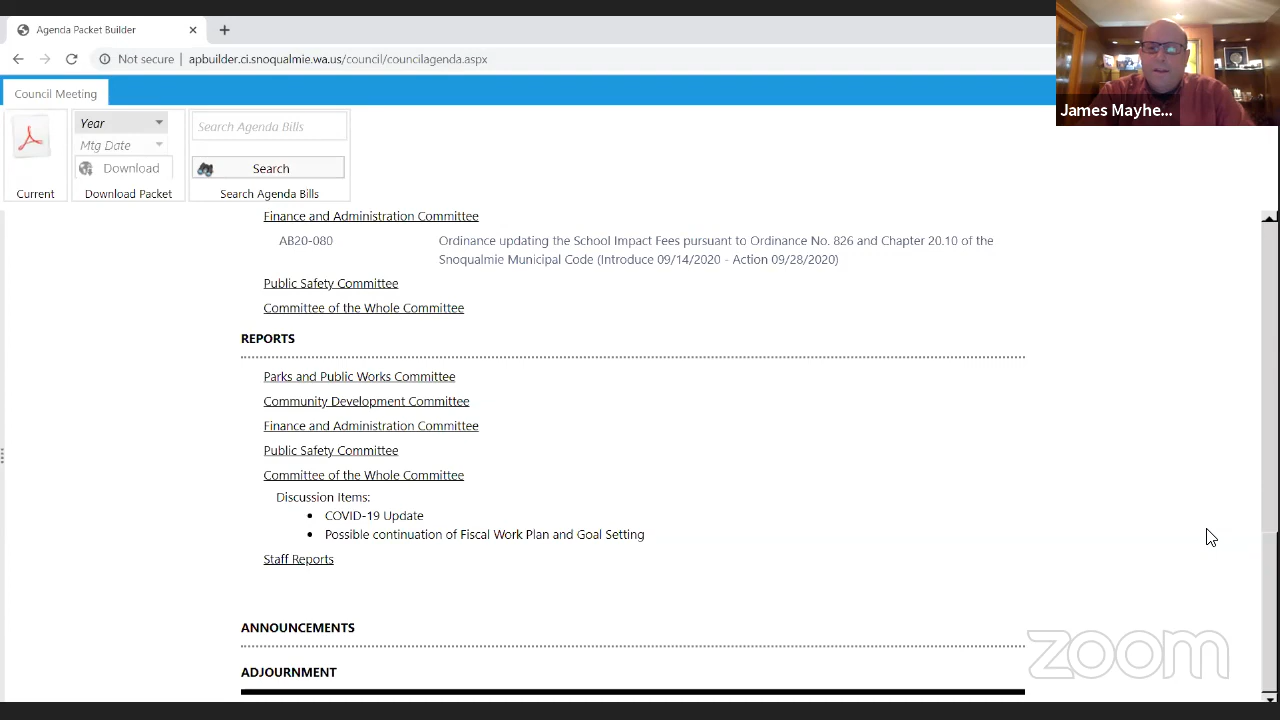 Agenda Packet Builder
Not secure | apbuilder.ci.snoqualmie.wa.us/council/councilagenda.aspx
James Mayhe...
Council Meeting
Year
Mtg Date
Download
Search Agenda Bills
Search
Current
Download Packet
Search Agenda Bills
Finance and Administration Committee
AB20-080 Ordinance updating the School Impact Fees pursuant to Ordinance No. 826 and Chapter 20.10 of the
Snoqualmie Municipal Code (Introduce 09/14/2020 - Action 09/28/2020)
Public Safety Committee
Committee of the Whole Committee
REPORTS
Parks and Public Works Committee
Community Development Committee
Finance and Administration Committee
Public Safety Committee
Committee of the Whole Committee
Discussion Items:
• COVID-19 Update
• Possible continuation of Fiscal Work Plan and Goal Setting
Staff Reports
ANNOUNCEMENTS
zoom
ADJOURNMENT